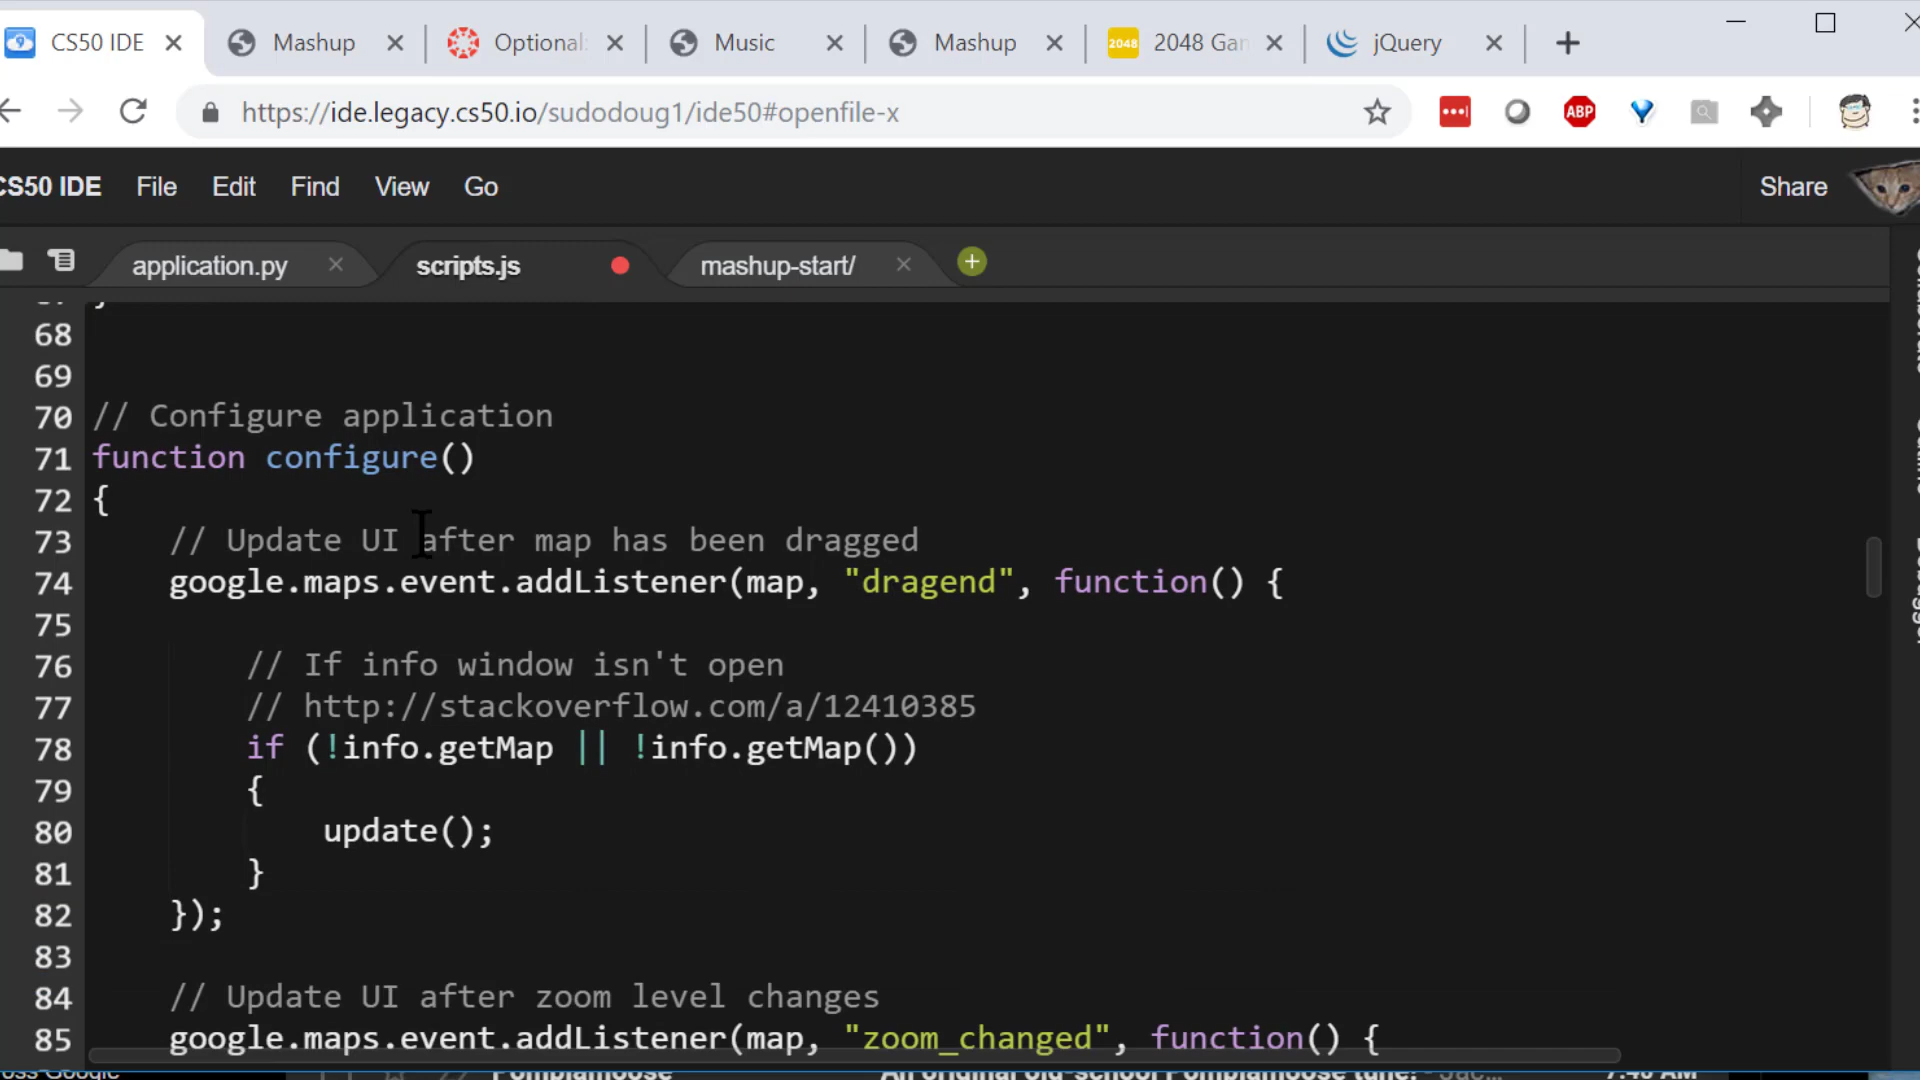 CS50 IDE
Mashup
Optional
Music
Mashup
2048
2048 Gan
jQuery
https://ide.legacy.cs50.io/sudodoug1/ide50#openfile-x
ABP
CS50 IDE File Edit Find View Go
Share
application.py
scripts.js
mashup-start/
68
69
70 // Configure application
71 function configure()
72 {
73 // Update UI after map has been dragged
74 google.maps.event.addListener(map, "dragend", function() {
75
76 // If info window isn't open
77 // http://stackoverflow.com/a/12410385
78 if (!info.getMap || !info.getMap())
79 {
80 update();
81 }
82 });
83
84 // Update UI after zoom level changes
85 google.maps.event.addListener(map, "zoom_changed", function() {